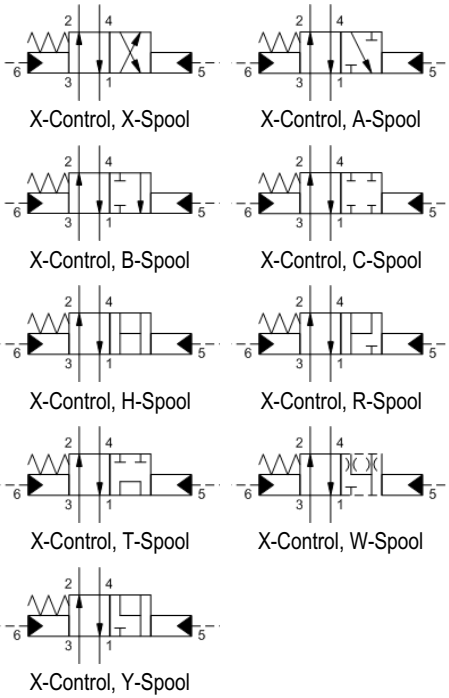 2 4
6 3 1 5
X-Control, X-Spool
2 4
6 3 1 5
X-Control, A-Spool
2 4
6 3 1 5
X-Control, B-Spool
2 4
6 3 1 5
X-Control, C-Spool
2 4
6 3 1 5
X-Control, H-Spool
2 4
6 3 1 5
X-Control, R-Spool
2 4
6 3 1 5
X-Control, T-Spool
2 4
6 3 1 5
X-Control, W-Spool
2 4
6 3 1 5
X-Control, Y-Spool